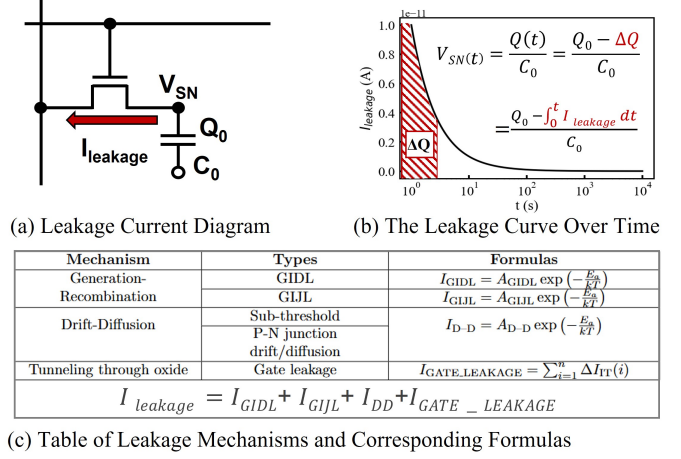 V_SN
Q_0
I_leakage
C_0
(a) Leakage Current Diagram
1e−11
V_SN(t) = Q(t)/C_0 = (Q_0 − ΔQ)/C_0
= (Q_0 − ∫_0^t I_leakage dt)/C_0
I_leakage (A)
1.0
0.8
0.6
0.4
0.2
0.0
ΔQ
10^0 10^1 10^2 10^3 10^4
t (s)
(b) The Leakage Curve Over Time
Mechanism Types Formulas
Generation-Recombination GIDL I_GIDL = A_GIDL exp(−E_a/kT)
GIJL I_GIJL = A_GIJL exp(−E_a/kT)
Drift-Diffusion Sub-threshold I_D–D = A_D–D exp(−E_a/kT)
P-N junction
drift/diffusion
Tunneling through oxide Gate leakage I_GATE_LEAKAGE = ∑_{i=1}^n ΔI_IT(i)
I_leakage = I_GIDL + I_GIJL + I_DD + I_GATE_LEAKAGE
(c) Table of Leakage Mechanisms and Corresponding Formulas